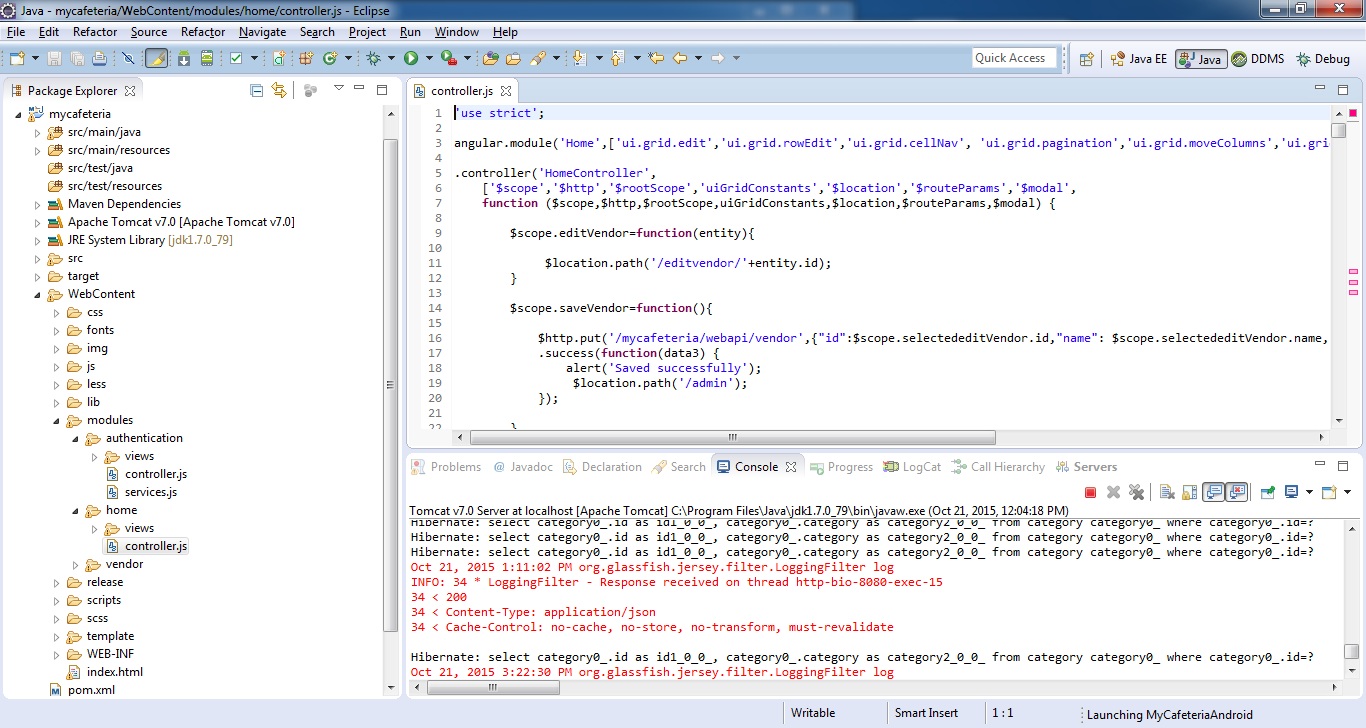 Java - mycafeteria/WebContent/modules/home/controller.js - Eclipse
File Edit Refactor Source Refactor Navigate Search Project Run Window Help
Quick Access Java EE Java DDMS Debug
Package Explorer
mycafeteria
src/main/java
src/main/resources
src/test/java
src/test/resources
Maven Dependencies
Apache Tomcat v7.0 [Apache Tomcat v7.0]
JRE System Library [jdk1.7.0_79]
src
target
WebContent
css
fonts
img
js
less
lib
modules
authentication
views
controller.js
services.js
home
views
controller.js
vendor
release
scripts
scss
template
WEB-INF
index.html
pom.xml
controller.js
1 'use strict';
2
3 angular.module('Home',['ui.grid.edit','ui.grid.rowEdit','ui.grid.cellNav', 'ui.grid.pagination','ui.grid.moveColumns','ui.gri
4
5 .controller('HomeController',
6 ['$scope','$http','$rootScope','uiGridConstants','$location','$routeParams','$modal',
7 function ($scope,$http,$rootScope,uiGridConstants,$location,$routeParams,$modal) {
8
9 $scope.editVendor=function(entity){
10
11 $location.path('/editvendor/'+entity.id);
12 }
13
14 $scope.saveVendor=function(){
15
16 $http.put('/mycafeteria/webapi/vendor',{"id":$scope.selectededitVendor.id,"name": $scope.selectededitVendor.name,
17 .success(function(data3) {
18 alert('Saved successfully');
19 $location.path('/admin');
20 });
21
22 }
Problems @ Javadoc Declaration Search Console Progress LogCat Call Hierarchy Servers
Tomcat v7.0 Server at localhost [Apache Tomcat] C:\Program Files\Java\jdk1.7.0_79\bin\javaw.exe (Oct 21, 2015, 12:04:18 PM)
Hibernate: select category0_.id as id1_0_0_, category0_.category as category2_0_0_ from category category0_ where category0_.id=?
Hibernate: select category0_.id as id1_0_0_, category0_.category as category2_0_0_ from category category0_ where category0_.id=?
Hibernate: select category0_.id as id1_0_0_, category0_.category as category2_0_0_ from category category0_ where category0_.id=?
Oct 21, 2015 1:11:02 PM org.glassfish.jersey.filter.LoggingFilter log
INFO: 34 * LoggingFilter - Response received on thread http-bio-8080-exec-15
34 < 200
34 < Content-Type: application/json
34 < Cache-Control: no-cache, no-store, no-transform, must-revalidate
Hibernate: select category0_.id as id1_0_0_, category0_.category as category2_0_0_ from category category0_ where category0_.id=?
Oct 21, 2015 3:22:30 PM org.glassfish.jersey.filter.LoggingFilter log
Writable Smart Insert 1 : 1 Launching MyCafeteriaAndroid